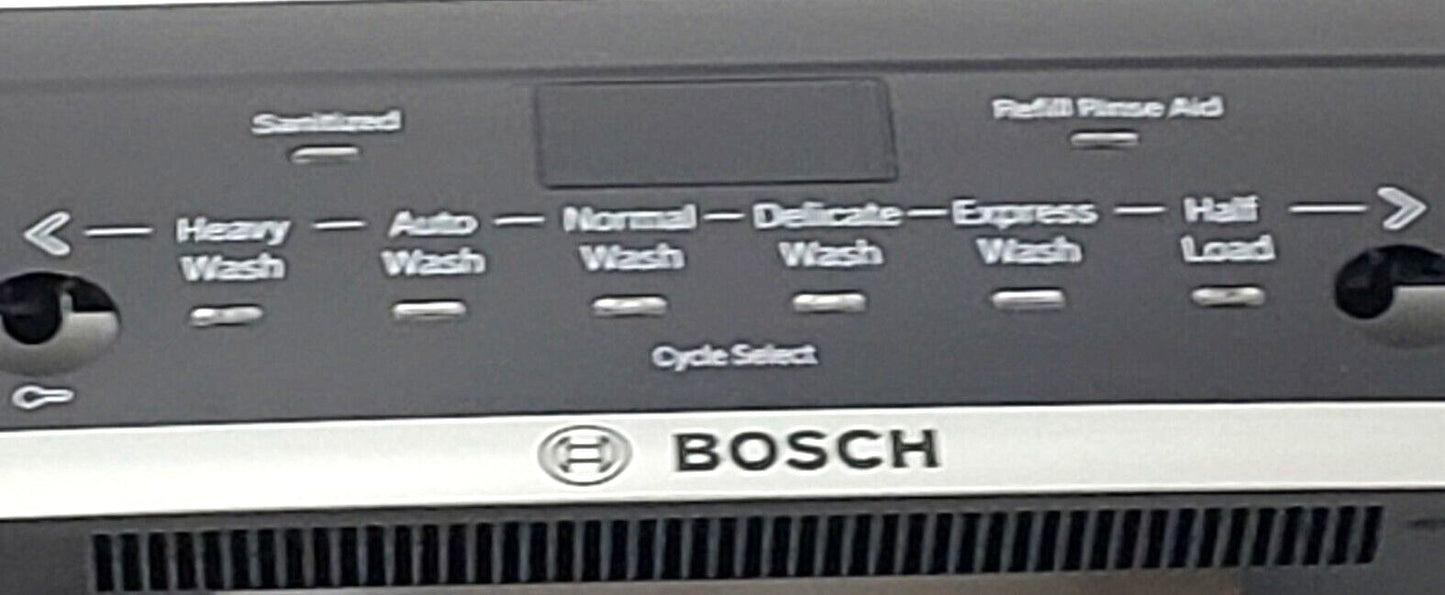 Sanitized
Refill Rinse Aid
Heavy Wash
Auto Wash
Normal Wash
Delicate Wash
Express Wash
Half Load
Cycle Select
BOSCH